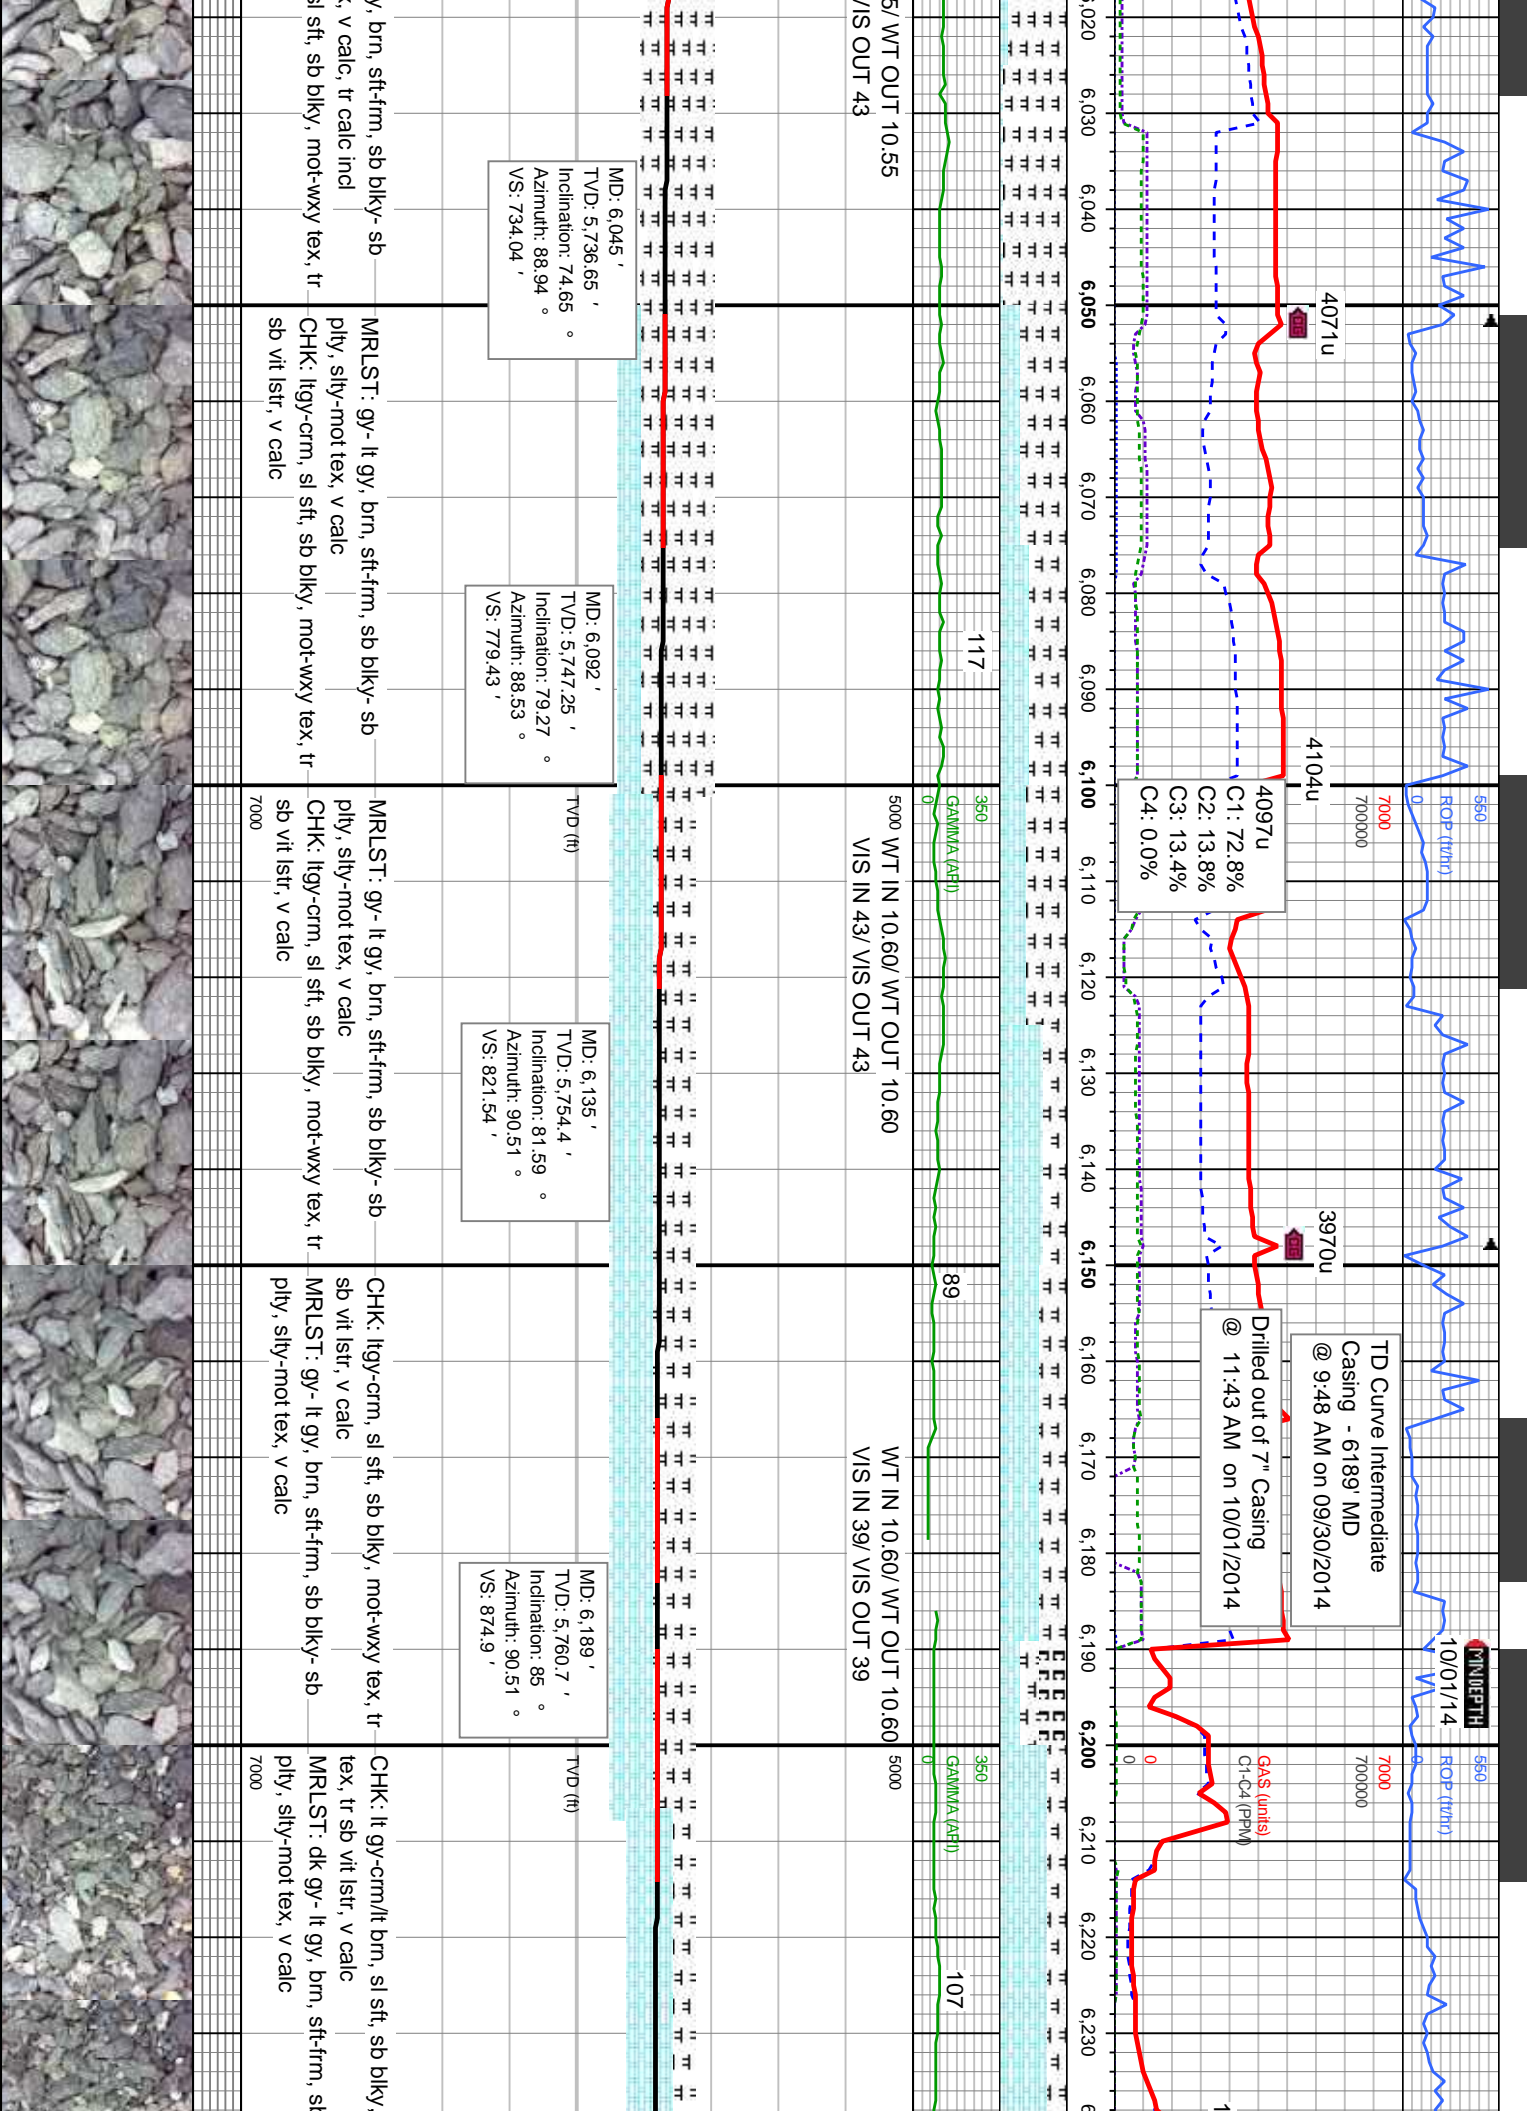 6,020
6,030
6,040
6,050
6,060
6,070
6,080
6,090
6,100
6,110
6,120
6,130
6,140
6,150
6,160
6,170
6,180
6,190
6,200
6,210
6,220
6,230
4071u
4104u
4097u
C1: 72.8%
C2: 13.8%
C3: 13.4%
C4: 0.0%
550
ROP (ft/hr)
0
7000
700000
3970u
TD Curve Intermediate
Casing - 6189' MD
@ 9:48 AM on 09/30/2014
Drilled out of 7" Casing
@ 11:43 AM on 10/01/2014
MNDEPTH
10/01/14
550
ROP (ft/hr)
0
7000
700000
GAS (units)
C1-C4 (PPM)
0
0
5/ WT OUT 10.55
VIS OUT 43
117
350
GAMMA (API)
0
5000
WT IN 10.60/ WT OUT 10.60
VIS IN 43/ VIS OUT 43
89
WT IN 10.60/ WT OUT 10.60
VIS IN 39/ VIS OUT 39
350
GAMMA (API)
0
5000
107
MD: 6,045 '
TVD: 5,736.65 '
Inclination: 74.65 °
Azimuth: 88.94 °
VS: 734.04 '
MD: 6,092 '
TVD: 5,747.25 '
Inclination: 79.27 °
Azimuth: 88.53 °
VS: 779.43 '
MD: 6,135 '
TVD: 5,754.4 '
Inclination: 81.59 °
Azimuth: 90.51 °
VS: 821.54 '
MD: 6,189 '
TVD: 5,760.7 '
Inclination: 85 °
Azimuth: 90.51 °
VS: 874.9 '
TVD (ft)
7000
TVD (ft)
7000
y, brn, sft-frm, sb blky- sb
v calc, tr calc incl
sl sft, sb blky, mot-wxy tex, tr
MRLST: gy- lt gy, brn, sft-frm, sb blky- sb
plty, slty-mot tex, v calc
CHK: ltgy-crm, sl sft, sb blky, mot-wxy tex, tr
sb vit lstr, v calc
MRLST: gy- lt gy, brn, sft-frm, sb blky- sb
plty, slty-mot tex, v calc
CHK: ltgy-crm, sl sft, sb blky, mot-wxy tex, tr
sb vit lstr, v calc
CHK: ltgy-crm, sl sft, sb blky, mot-wxy tex, tr
sb vit lstr, v calc
MRLST: gy- lt gy, brn, sft-frm, sb blky- sb
plty, slty-mot tex, v calc
CHK: lt gy-crm/lt brn, sl sft, sb blky,
tex, tr sb vit lstr, v calc
MRLST: dk gy- lt gy, brn, sft-frm, sb
plty, slty-mot tex, v calc